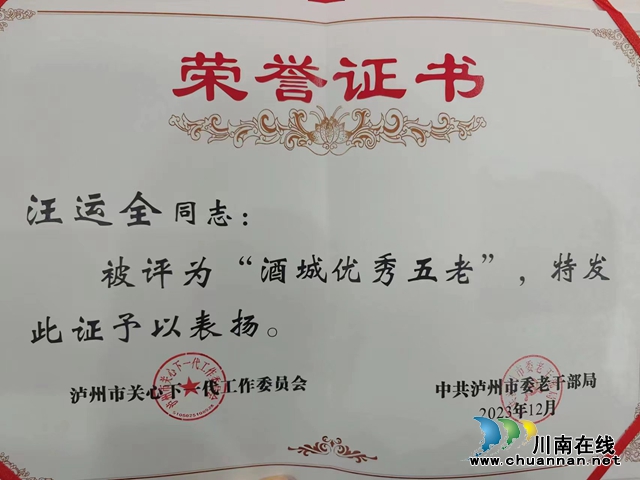 荣誉证书
汪运全同志：
被评为“酒城优秀五老”，特发
此证予以表扬。
泸州市关心下一代工作委员会
中共泸州市委老干部局
2023年12月
川南在线
www.chuannan.net